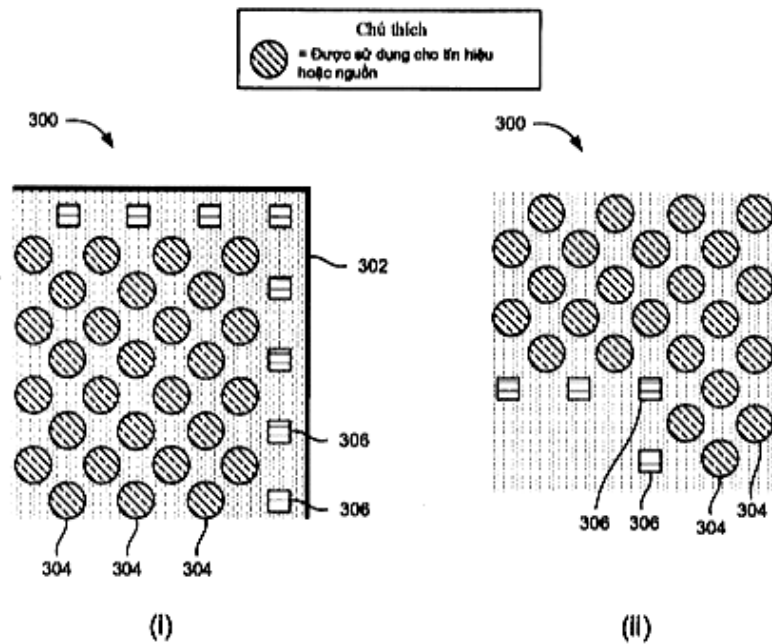 Chú thích
= Được sử dụng cho tín hiệu
hoặc nguồn
300
300
302
306
306
304
304
304
306
306
304
304
(i)
(ii)